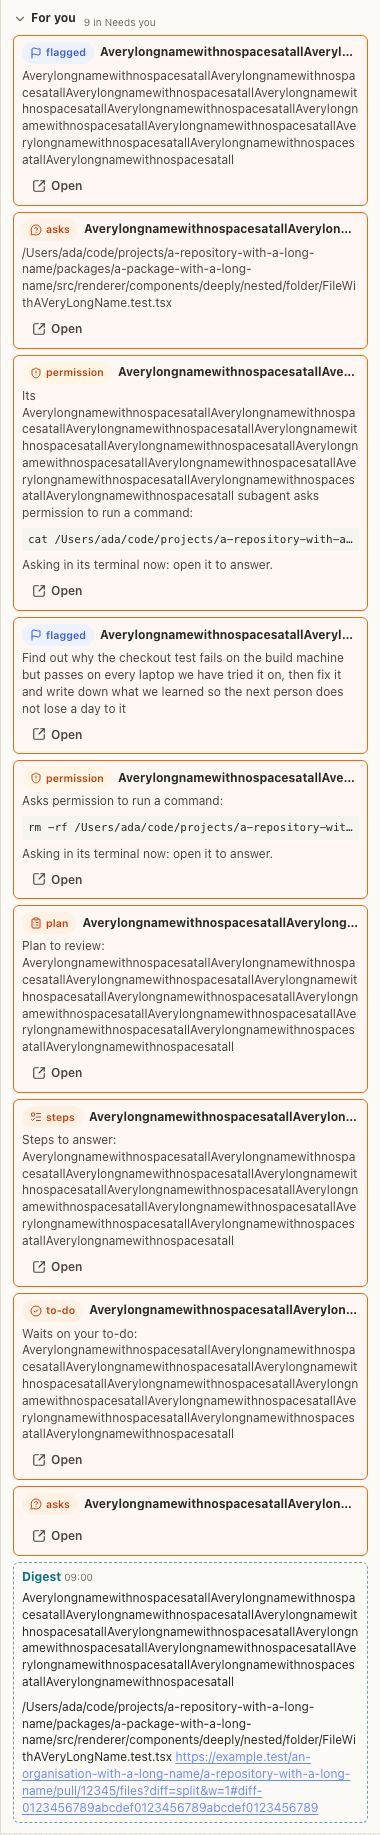 For you 9 in Needs you
flagged AverylongnamewithnospacesatallAveryl...
AverylongnamewithnospacesatallAverylongnamewithnospa
cesatallAverylongnamewithnospacesatallAverylongnamewit
hnospacesatallAverylongnamewithnospacesatallAverylongn
amewithnospacesatallAverylongnamewithnospacesatallAve
rylongnamewithnospacesatallAverylongnamewithnospaces
atallAverylongnamewithnospacesatall
Open
asks AverylongnamewithnospacesatallAverylon...
/Users/ada/code/projects/a-repository-with-a-long-
name/packages/a-package-with-a-long-
name/src/renderer/components/deeply/nested/folder/FileWi
thAVeryLongName.test.tsx
Open
permission AverylongnamewithnospacesatallAve...
Its
AverylongnamewithnospacesatallAverylongnamewithnospa
cesatallAverylongnamewithnospacesatallAverylongnamewit
hnospacesatallAverylongnamewithnospacesatallAverylongn
amewithnospacesatallAverylongnamewithnospacesatallAve
rylongnamewithnospacesatallAverylongnamewithnospaces
atallAverylongnamewithnospacesatall subagent asks
permission to run a command:
cat /Users/ada/code/projects/a-repository-with-a…
Asking in its terminal now: open it to answer.
Open
flagged AverylongnamewithnospacesatallAveryl...
Find out why the checkout test fails on the build machine
but passes on every laptop we have tried it on, then fix it
and write down what we learned so the next person does
not lose a day to it
Open
permission AverylongnamewithnospacesatallAve...
Asks permission to run a command:
rm -rf /Users/ada/code/projects/a-repository-wit…
Asking in its terminal now: open it to answer.
Open
plan AverylongnamewithnospacesatallAverylong...
Plan to review:
AverylongnamewithnospacesatallAverylongnamewithnospa
cesatallAverylongnamewithnospacesatallAverylongnamewit
hnospacesatallAverylongnamewithnospacesatallAverylongn
amewithnospacesatallAverylongnamewithnospacesatallAve
rylongnamewithnospacesatallAverylongnamewithnospaces
atallAverylongnamewithnospacesatall
Open
steps AverylongnamewithnospacesatallAverylon...
Steps to answer:
AverylongnamewithnospacesatallAverylongnamewithnospa
cesatallAverylongnamewithnospacesatallAverylongnamewit
hnospacesatallAverylongnamewithnospacesatallAverylongn
amewithnospacesatallAverylongnamewithnospacesatallAve
rylongnamewithnospacesatallAverylongnamewithnospaces
atallAverylongnamewithnospacesatall
Open
to-do AverylongnamewithnospacesatallAverylon...
Waits on your to-do:
AverylongnamewithnospacesatallAverylongnamewithnospa
cesatallAverylongnamewithnospacesatallAverylongnamewit
hnospacesatallAverylongnamewithnospacesatallAverylongn
amewithnospacesatallAverylongnamewithnospacesatallAve
rylongnamewithnospacesatallAverylongnamewithnospaces
atallAverylongnamewithnospacesatall
Open
asks AverylongnamewithnospacesatallAverylon...
Open
Digest 09:00
AverylongnamewithnospacesatallAverylongnamewithnospa
cesatallAverylongnamewithnospacesatallAverylongnamewit
hnospacesatallAverylongnamewithnospacesatallAverylongn
amewithnospacesatallAverylongnamewithnospacesatallAve
rylongnamewithnospacesatallAverylongnamewithnospaces
atallAverylongnamewithnospacesatall
/Users/ada/code/projects/a-repository-with-a-long-
name/packages/a-package-with-a-long-
name/src/renderer/components/deeply/nested/folder/FileWi
thAVeryLongName.test.tsx https://example.test/an-
organisation-with-a-long-name/a-repository-with-a-long-
name/pull/12345/files?diff=split&w=1#diff-
0123456789abcdef0123456789abcdef0123456789